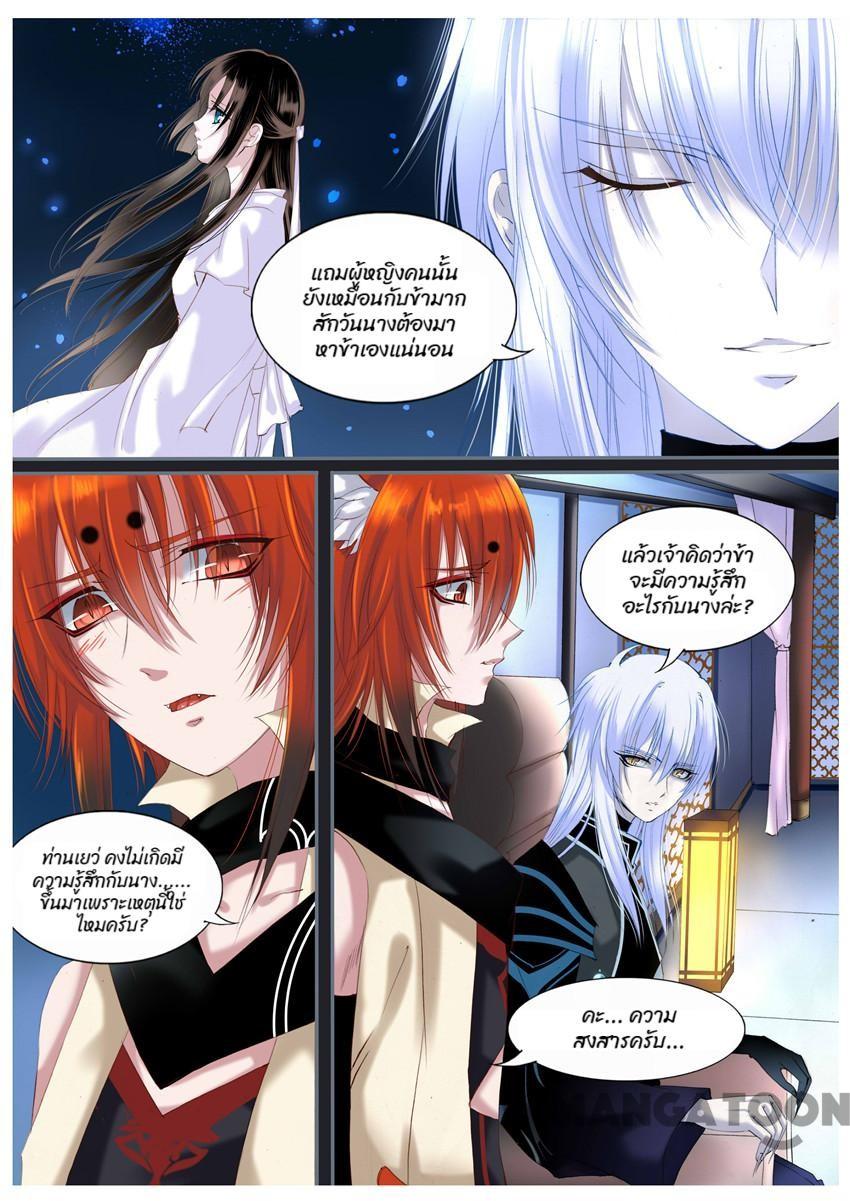 แถมผู้หญิงคนนั้น
ยังเหมือนกับข้ามาก
สักวันนางต้องมา
หาข้าเองแน่นอน
ท่านเยว่ คงไม่เกิดมี
ความรู้สึกกับนาง......
ขึ้นมาเพราะเหตุนี้ใช่
ไหมครับ?
แล้วเจ้าคิดว่าข้า
จะมีความรู้สึก
อะไรกับนางล่ะ?
คะ... ความ
สงสารครับ...
MANGATOON